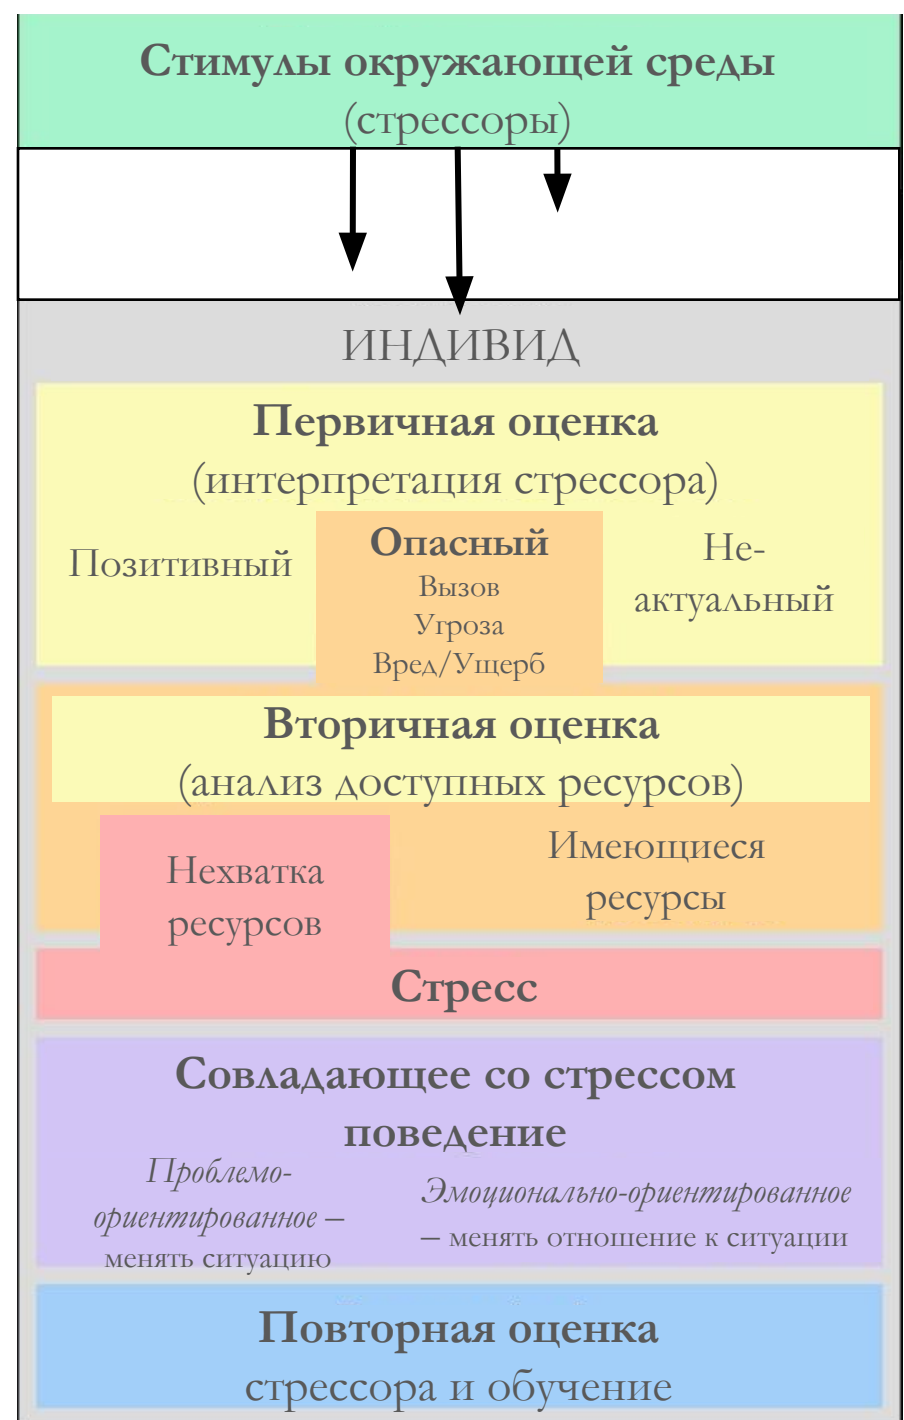 Стимулы окружающей среды
(стрессоры)
ИНДИВИД
Первичная оценка
(интерпретация стрессора)
Позитивный
Опасный
Вызов
Угроза
Вред/Ущерб
Не-
актуальный
Вторичная оценка
(анализ доступных ресурсов)
Нехватка
ресурсов
Имеющиеся
ресурсы
Стресс
Совладающее со стрессом
поведение
Проблемо-
ориентированное –
менять ситуацию
Эмоционально-ориентированное
– менять отношение к ситуации
Повторная оценка
стрессора и обучение